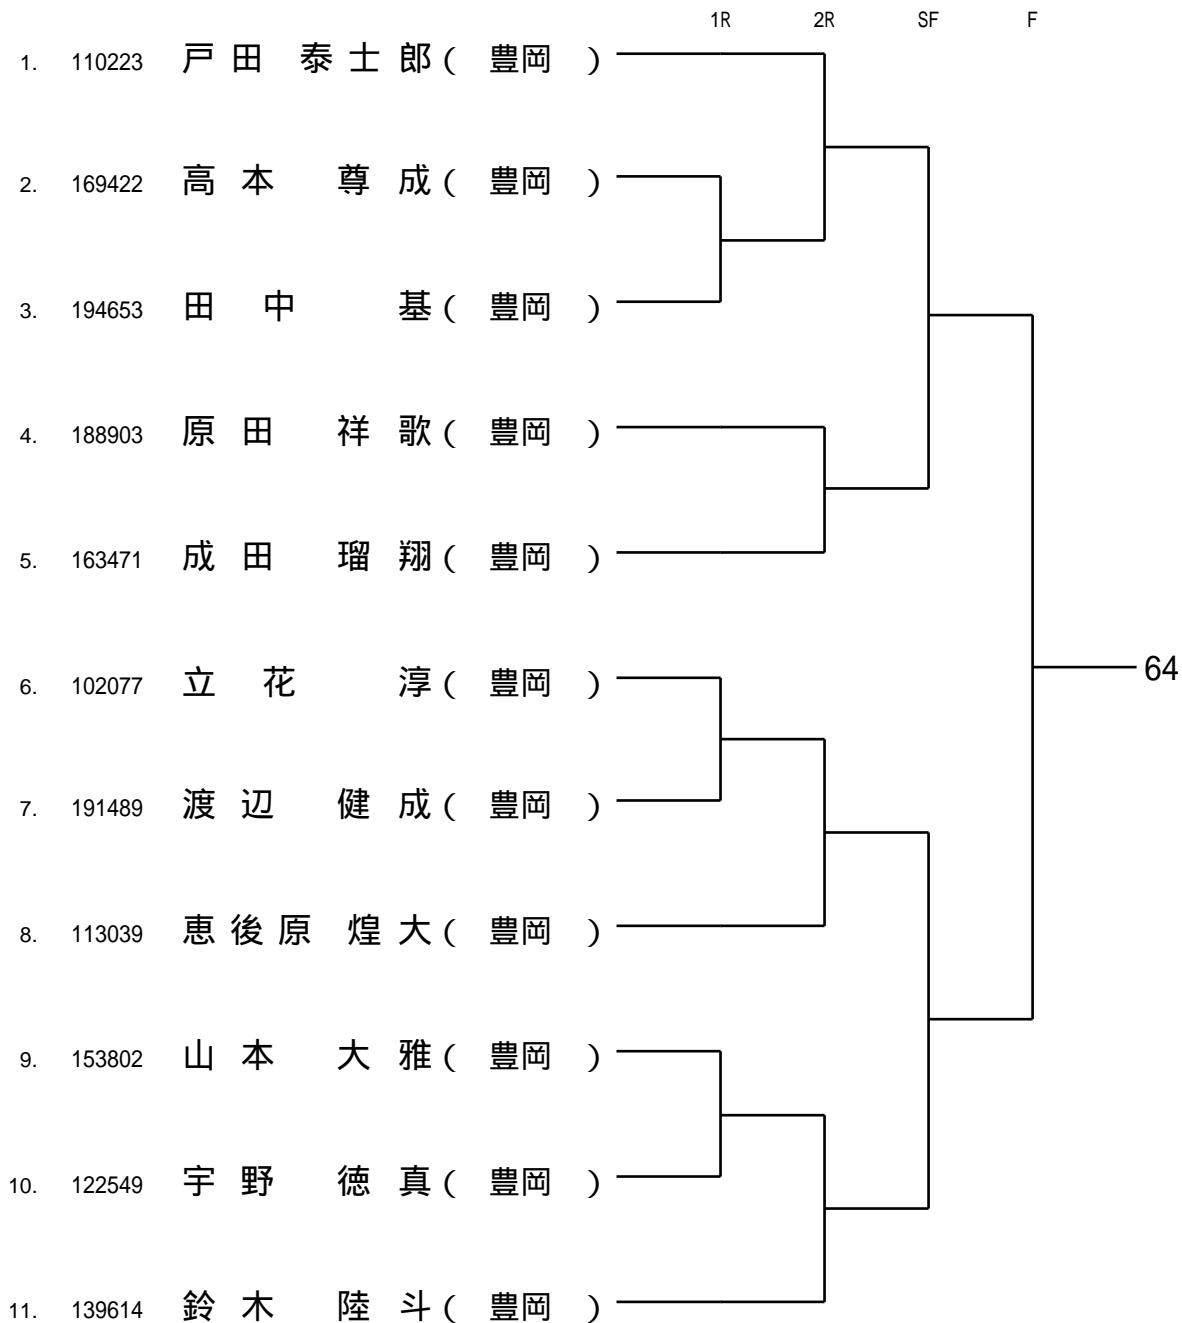 1R 2R SF F
1. 110223 戸田 泰士郎 ( 豊岡 )
2. 169422 高本 尊成 ( 豊岡 )
3. 194653 田中 基 ( 豊岡 )
4. 188903 原田 祥歌 ( 豊岡 )
5. 163471 成田 瑠翔 ( 豊岡 )
6. 102077 立花 淳 ( 豊岡 )
64
7. 191489 渡辺 健成 ( 豊岡 )
8. 113039 恵後原 煌大 ( 豊岡 )
9. 153802 山本 大雅 ( 豊岡 )
10. 122549 宇野 徳真 ( 豊岡 )
11. 139614 鈴木 陸斗 ( 豊岡 )